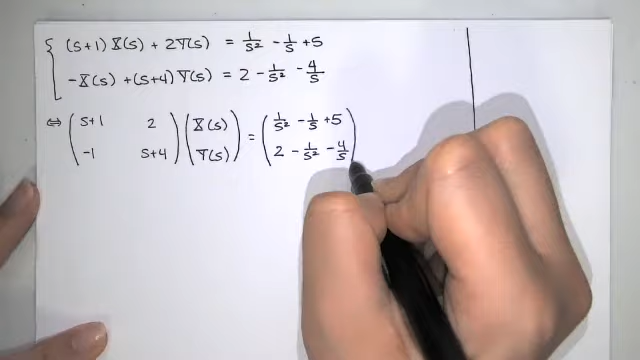 { (s+1) X(s) + 2Y(s) = 1/s² - 1/s + 5
-X(s) + (s+4) Y(s) = 2 - 1/s² - 4/s
⇔ ( s+1 2 ) ( X(s) ) = ( 1/s² - 1/s + 5 )
( -1 s+4 ) ( Y(s) ) ( 2 - 1/s² - 4/s )